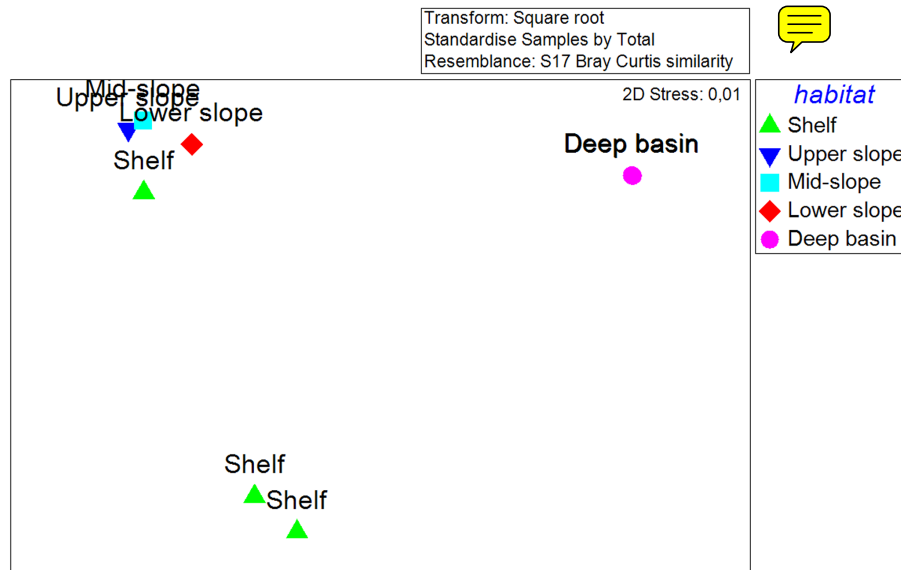 Transform: Square root
Standardise Samples by Total
Resemblance: S17 Bray Curtis similarity
2D Stress: 0,01
Mid-slope
Upper slope
Lower slope
Shelf
Deep basin
Shelf
Shelf
habitat
Shelf
Upper slope
Mid-slope
Lower slope
Deep basin